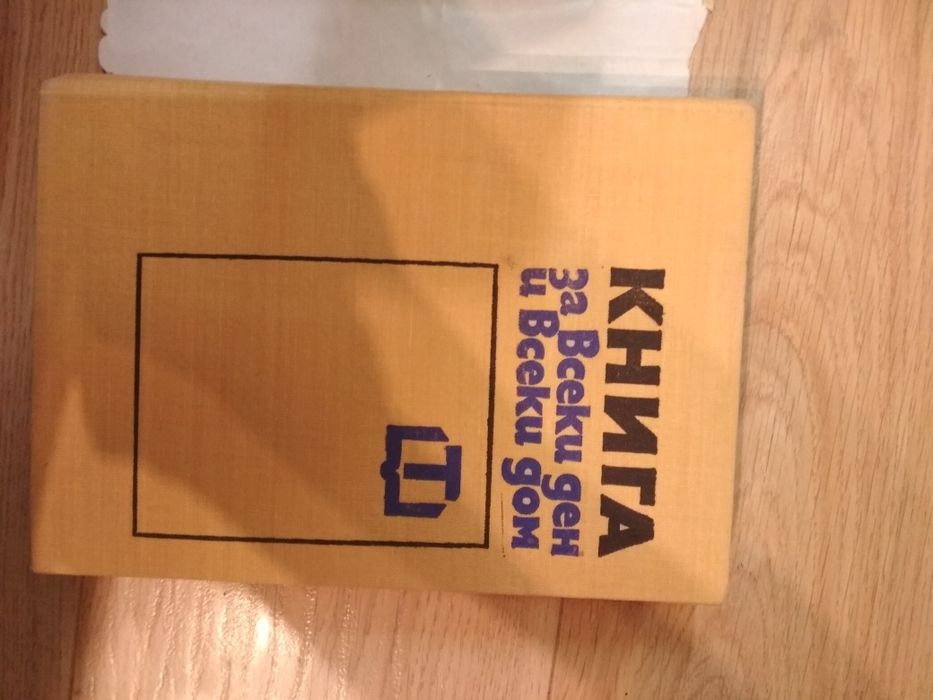 КНИГА
за всеки ден
и всеки дом
Т